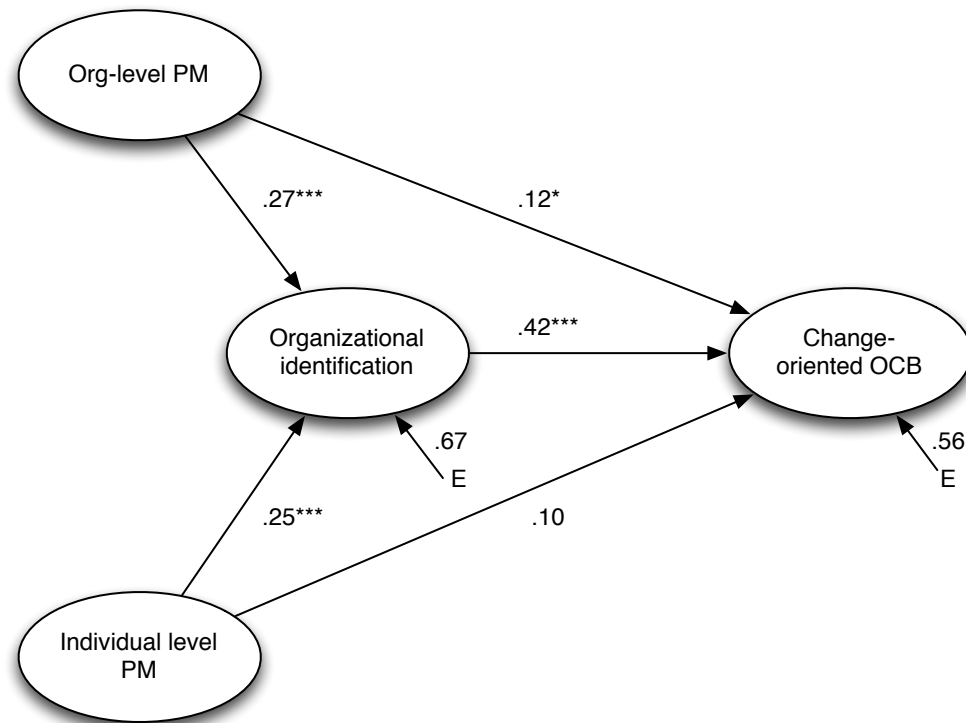 Org-level PM
.27***
.12*
Organizational
identification
.42***
Change-
oriented OCB
.67
E
.56
E
.25***
.10
Individual level
PM